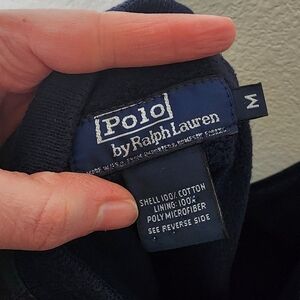 Polo
by Ralph Lauren
M
SHELL 100% COTTON
LINING: 100%
POLY MICROFIBER
SEE REVERSE SIDE